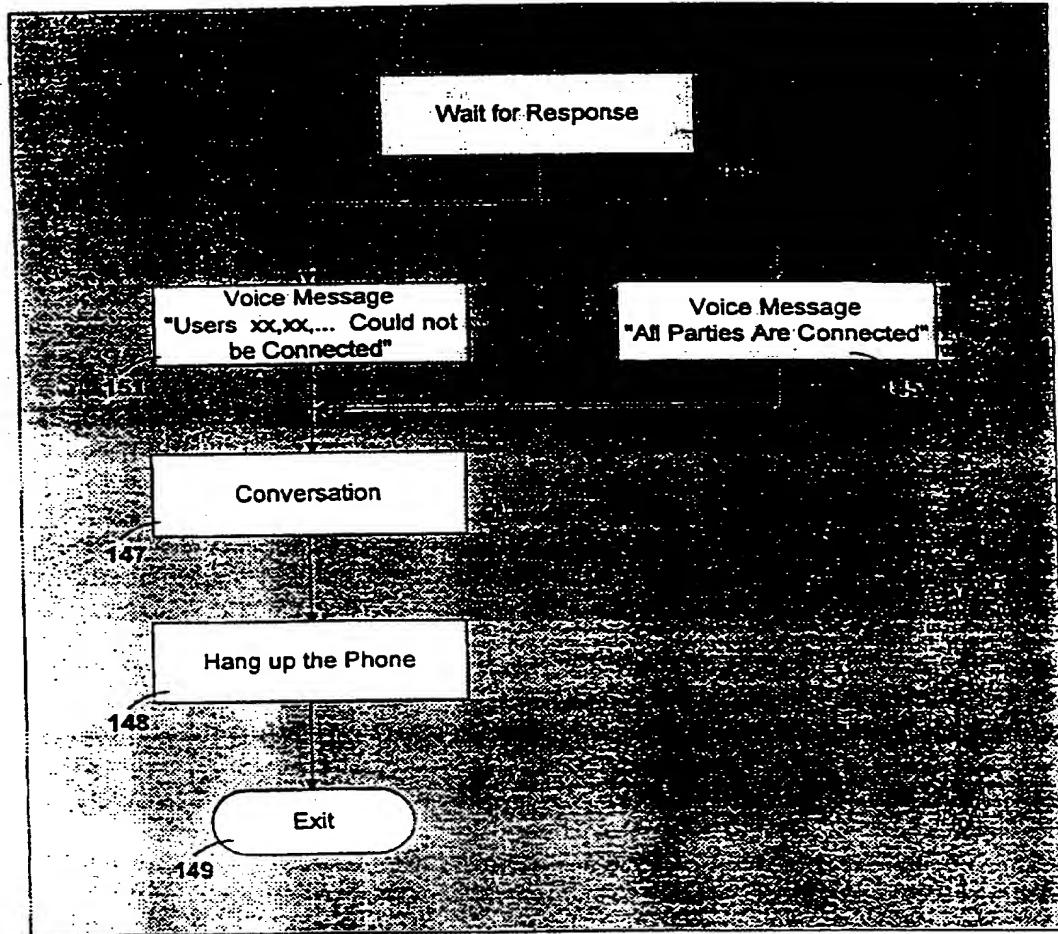 Wait for Response
Voice Message
"Users xx,xx,... Could not
be Connected"
Voice Message
"All Parties Are Connected"
151
Conversation
147
Hang up the Phone
148
Exit
149